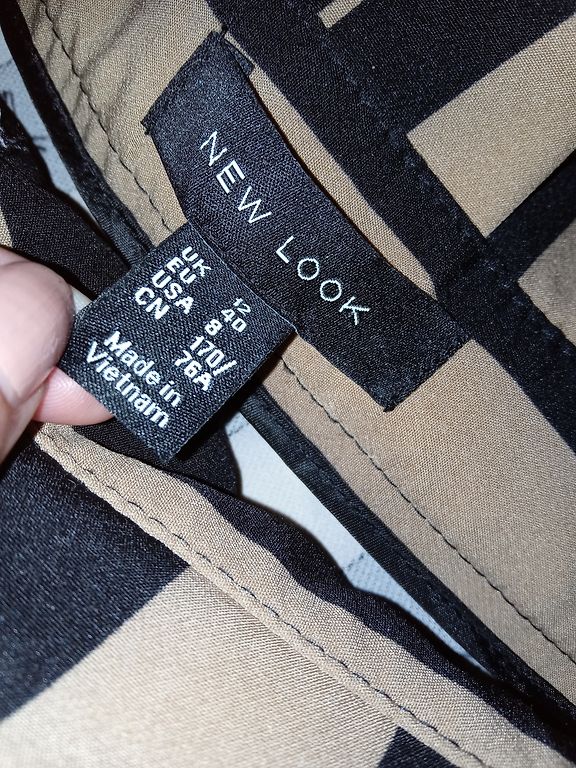 NEW LOOK
UK 12
EU 40
USA 8
CN 170/
76A
Made in
Vietnam